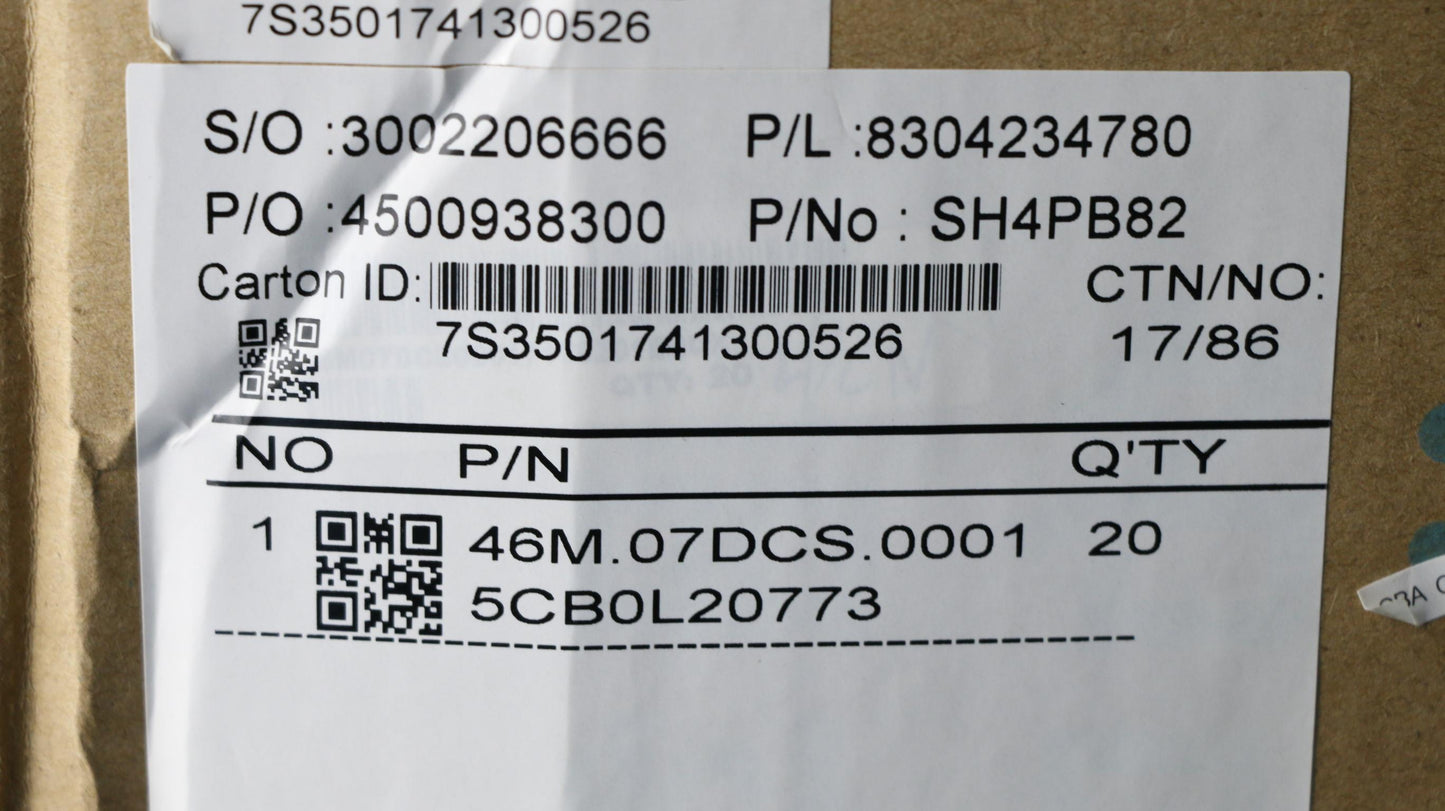 7S3501741300526
S/O :3002206666 P/L :8304234780
P/O :4500938300 P/No : SH4PB82
Carton ID: CTN/NO:
7S3501741300526 17/86
NO P/N Q'TY
1 46M.07DCS.0001 20
5CB0L20773